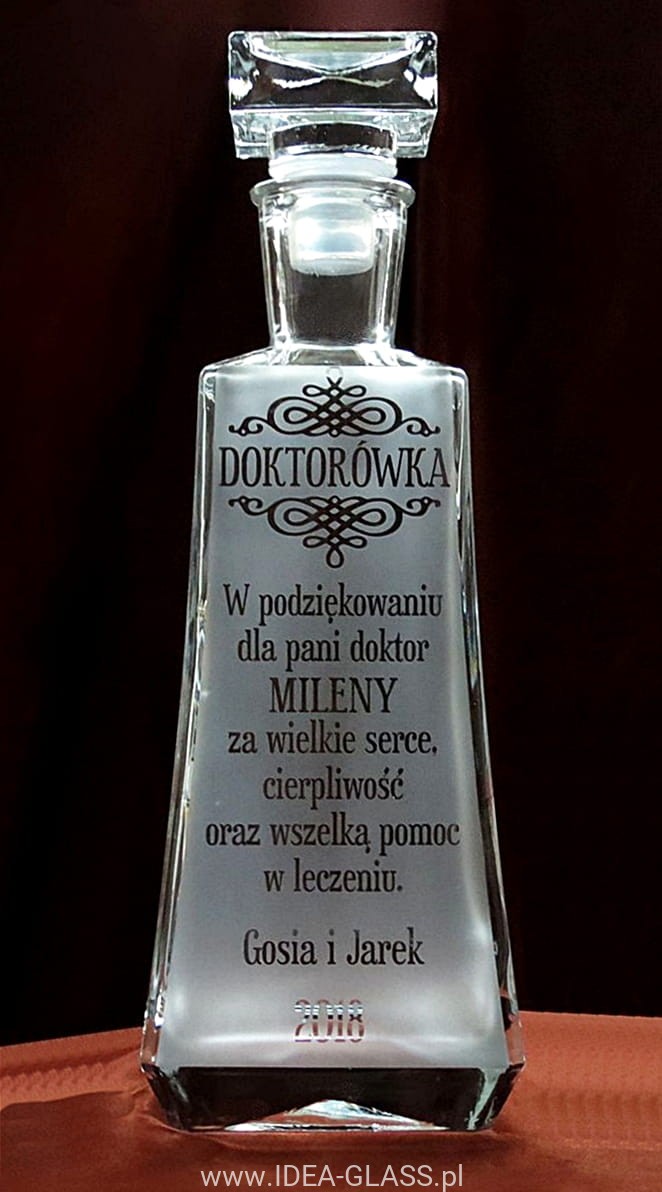 DOKTORÓWKA
W podziękowaniu
dla pani doktor
MILENY
za wielkie serce,
cierpliwość
oraz wszelką pomoc
w leczeniu.
Gosia i Jarek
2018
www.IDEA-GLASS.pl